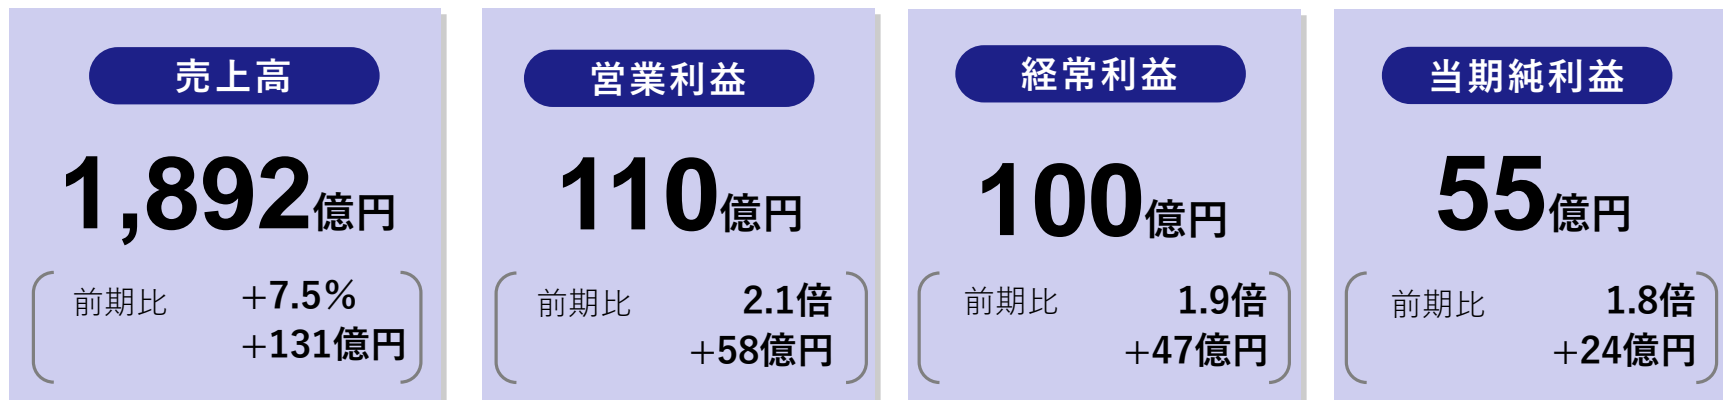 売上高
1,892億円
前期比 +7.5%
+131億円
営業利益
110億円
前期比 2.1倍
+58億円
経常利益
100億円
前期比 1.9倍
+47億円
当期純利益
55億円
前期比 1.8倍
+24億円